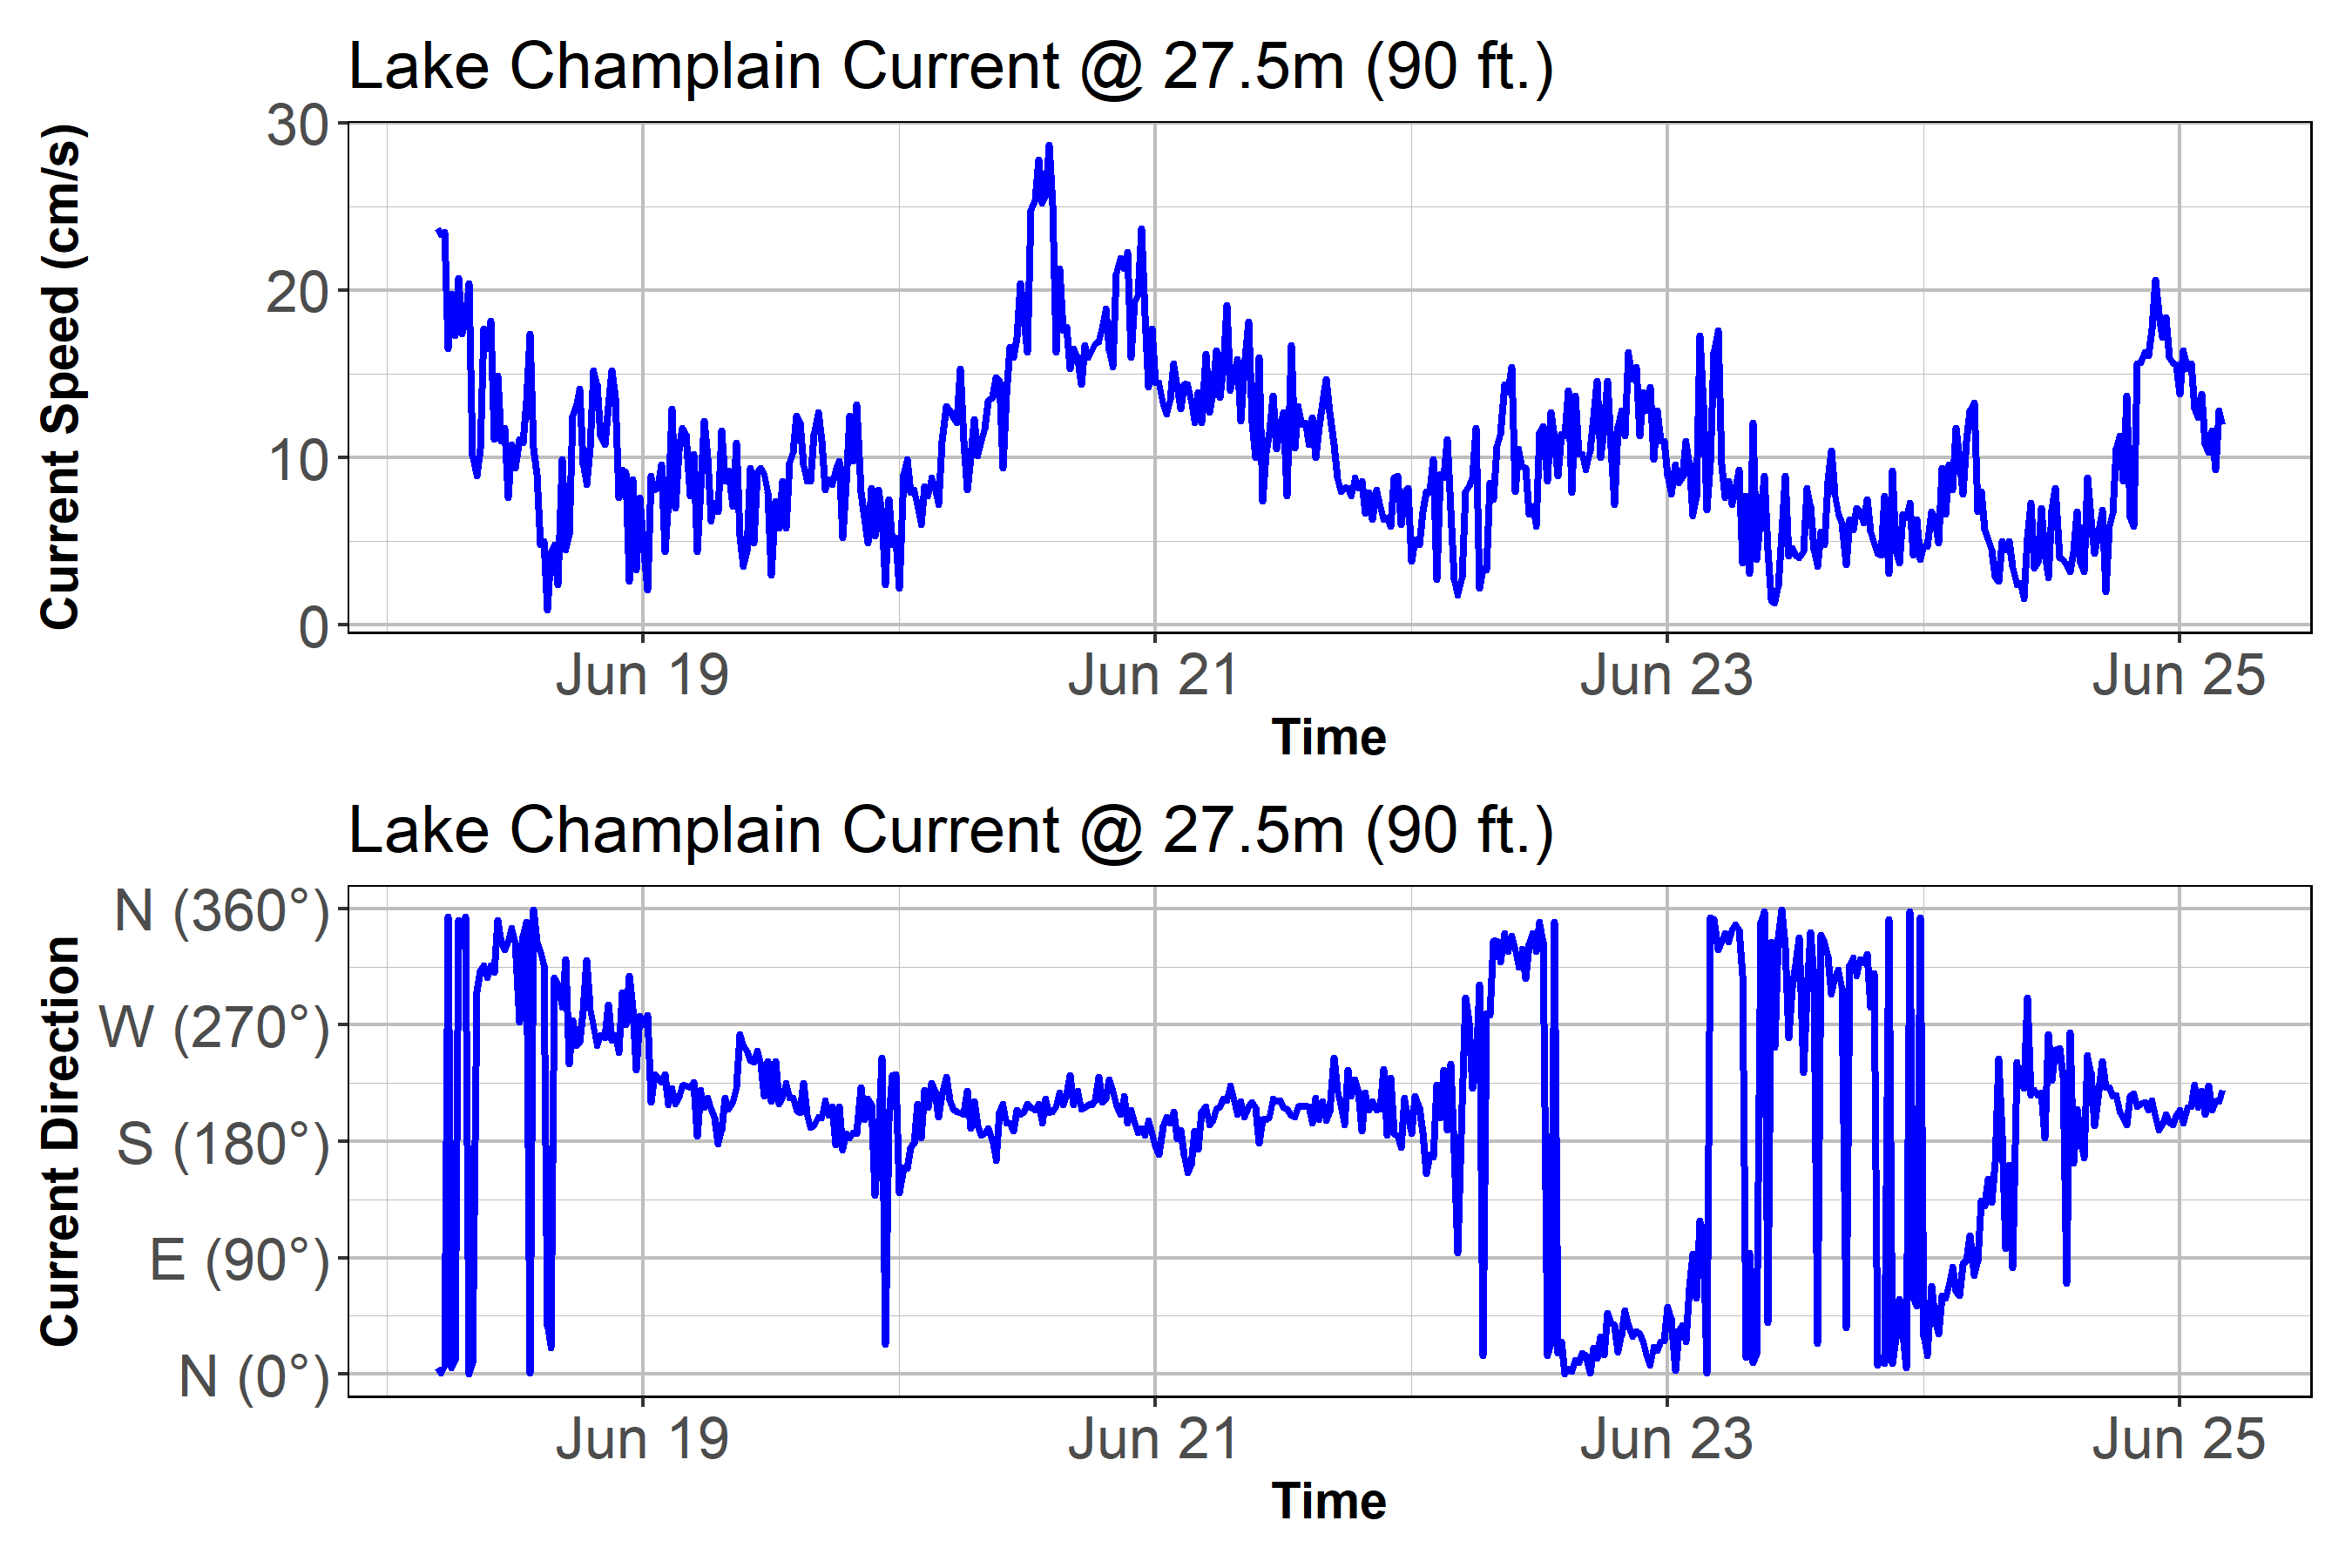 Lake Champlain Current @ 27.5m (90 ft.)
Current Speed (cm/s)
30
20
10
0
Jun 19 Jun 21 Jun 23 Jun 25
Time
Lake Champlain Current @ 27.5m (90 ft.)
Current Direction
N (360°)
W (270°)
S (180°)
E (90°)
N (0°)
Jun 19 Jun 21 Jun 23 Jun 25
Time